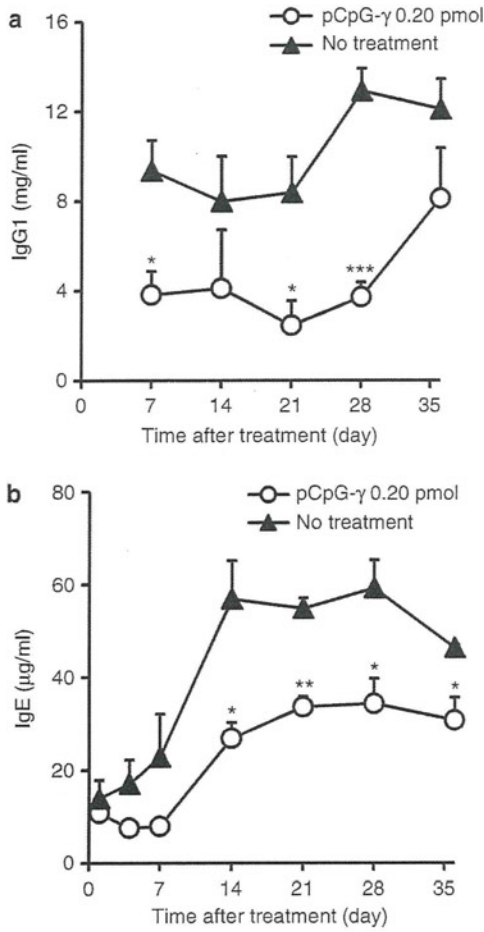 a
pCpG-γ 0.20 pmol
No treatment
16
12
8
4
0
IgG1 (mg/ml)
*
*
***
0 7 14 21 28 35
Time after treatment (day)
b
pCpG-γ 0.20 pmol
No treatment
80
60
40
20
0
IgE (µg/ml)
*
**
*
*
0 7 14 21 28 35
Time after treatment (day)